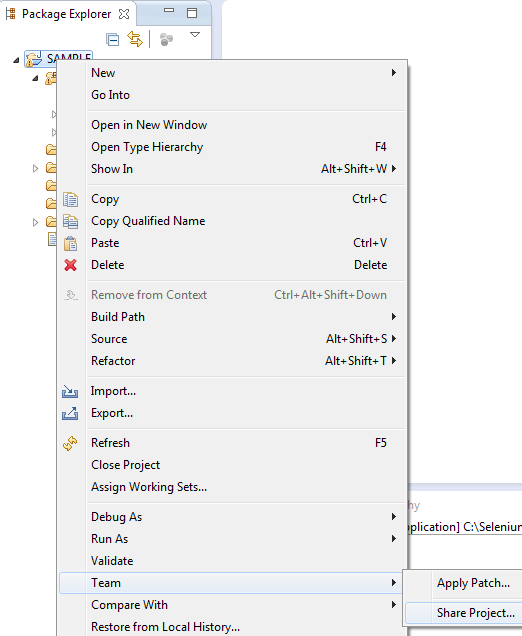 Package Explorer
SAMPLE
New
Go Into
Open in New Window
Open Type Hierarchy F4
Show In Alt+Shift+W
Copy Ctrl+C
Copy Qualified Name
Paste Ctrl+V
Delete Delete
Remove from Context Ctrl+Alt+Shift+Down
Build Path
Source Alt+Shift+S
Refactor Alt+Shift+T
Import...
Export...
Refresh F5
Close Project
Assign Working Sets...
Debug As
Run As
Validate
Team
Compare With
Restore from Local History...
hy
plication] C:\Seleniun
Apply Patch...
Share Project...